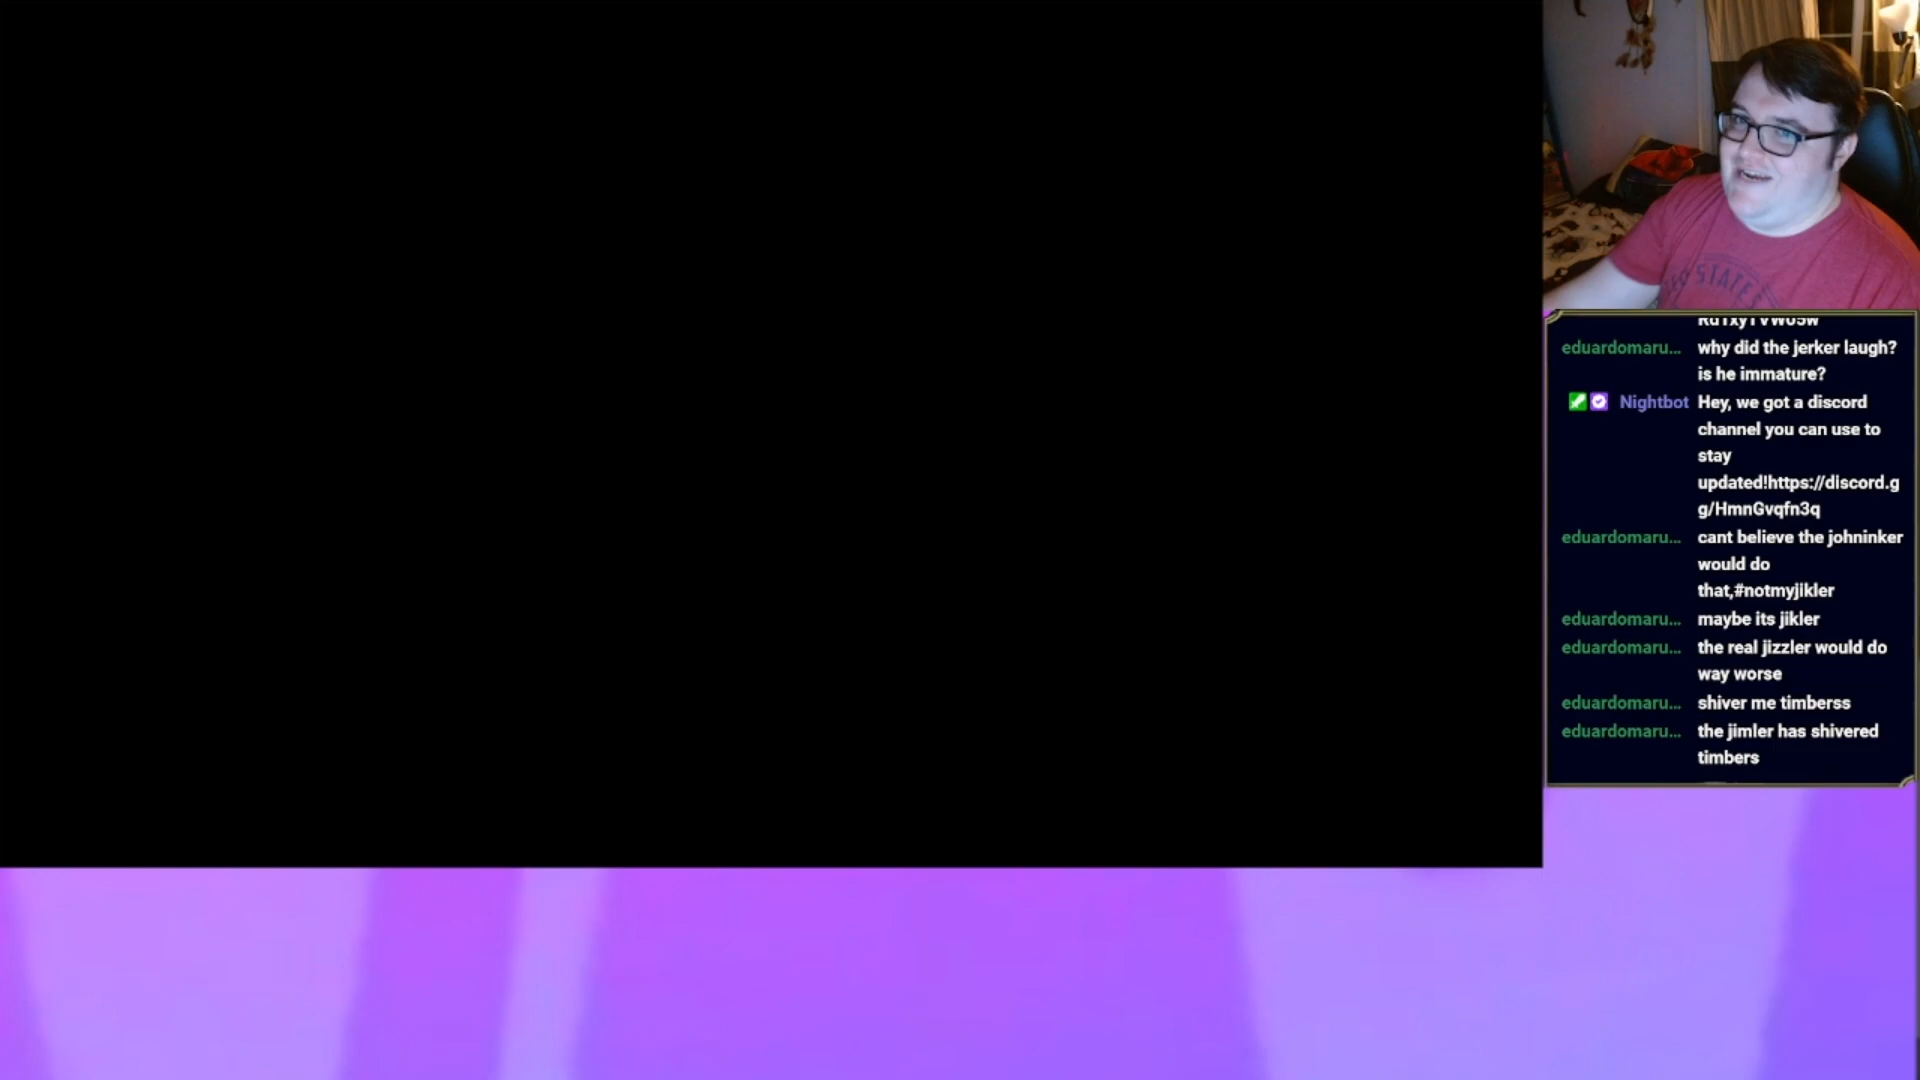 STATES
eduardomaru... why did the jerker laugh?
is he immature?
Nightbot Hey, we got a discord
channel you can use to
stay
updated!https://discord.g
g/HmnGvqfn3q
eduardomaru... cant believe the johninker
would do
that,#notmyjikler
eduardomaru... maybe its jikler
eduardomaru... the real jizzler would do
way worse
eduardomaru... shiver me timberss
eduardomaru... the jimler has shivered
timbers